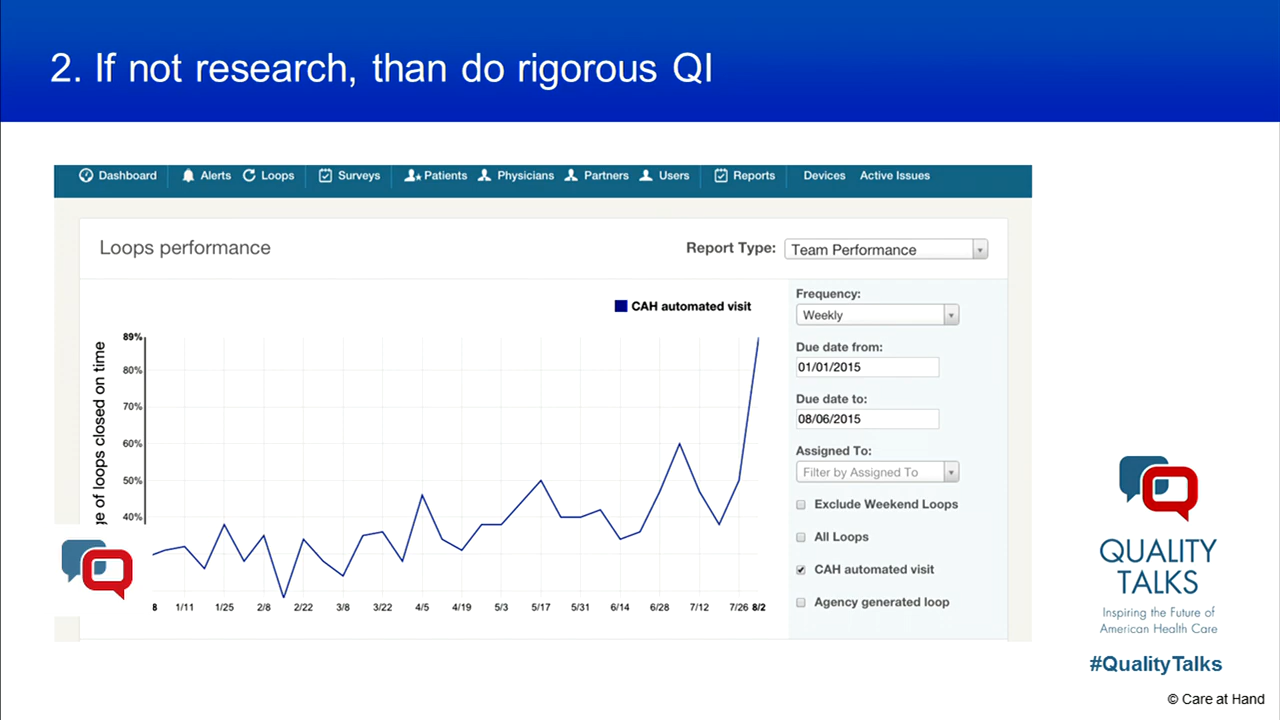 2. If not research, than do rigorous QI
Dashboard Alerts Loops Surveys Patients Physicians Partners Users Reports Devices Active Issues
Loops performance
Report Type: Team Performance
CAH automated visit
of loops closed on time
89%
80%
70%
60%
50%
40%
8 1/11 1/25 2/8 2/22 3/8 3/22 4/5 4/19 5/3 5/17 5/31 6/14 6/28 7/12 7/26 8/2
Frequency:
Weekly
Due date from:
01/01/2015
Due date to:
08/06/2015
Assigned To:
Filter by Assigned To
Exclude Weekend Loops
All Loops
CAH automated visit
Agency generated loop
QUALITY
TALKS
Inspiring the Future of
American Health Care
#QualityTalks
© Care at Hand